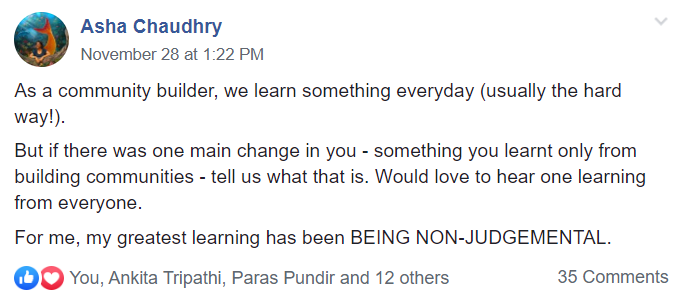 Asha Chaudhry
November 28 at 1:22 PM
As a community builder, we learn something everyday (usually the hard
way!).
But if there was one main change in you - something you learnt only from
building communities - tell us what that is. Would love to hear one learning
from everyone.
For me, my greatest learning has been BEING NON-JUDGEMENTAL.
You, Ankita Tripathi, Paras Pundir and 12 others 35 Comments